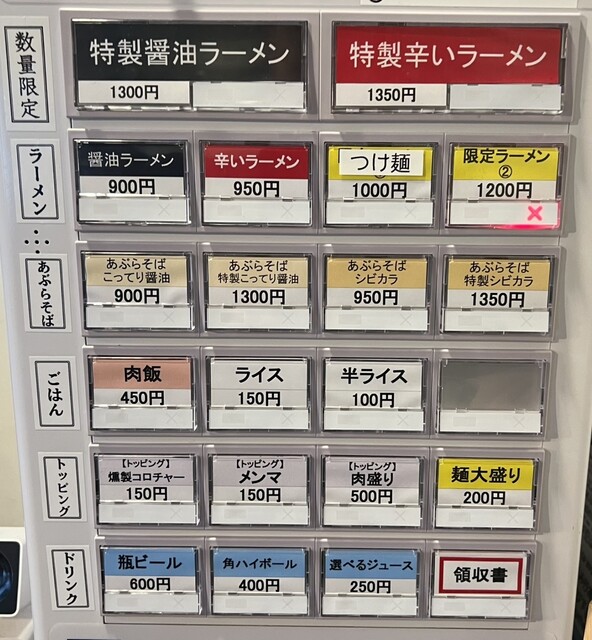 数量限定
特製醤油ラーメン
1300円
特製辛いラーメン
1350円
ラーメン
醤油ラーメン
900円
辛いラーメン
950円
つけ麺
1000円
限定ラーメン
②
1200円
×
あぶらそば
あぶらそば
こってり醤油
900円
あぶらそば
特製こってり醤油
1300円
あぶらそば
シビカラ
950円
あぶらそば
特製シビカラ
1350円
ごはん
肉飯
450円
ライス
150円
半ライス
100円
トッピング
【トッピング】
燻製コロチャー
150円
【トッピング】
メンマ
150円
【トッピング】
肉盛り
500円
麺大盛り
200円
ドリンク
瓶ビール
600円
角ハイボール
400円
選べるジュース
250円
領収書